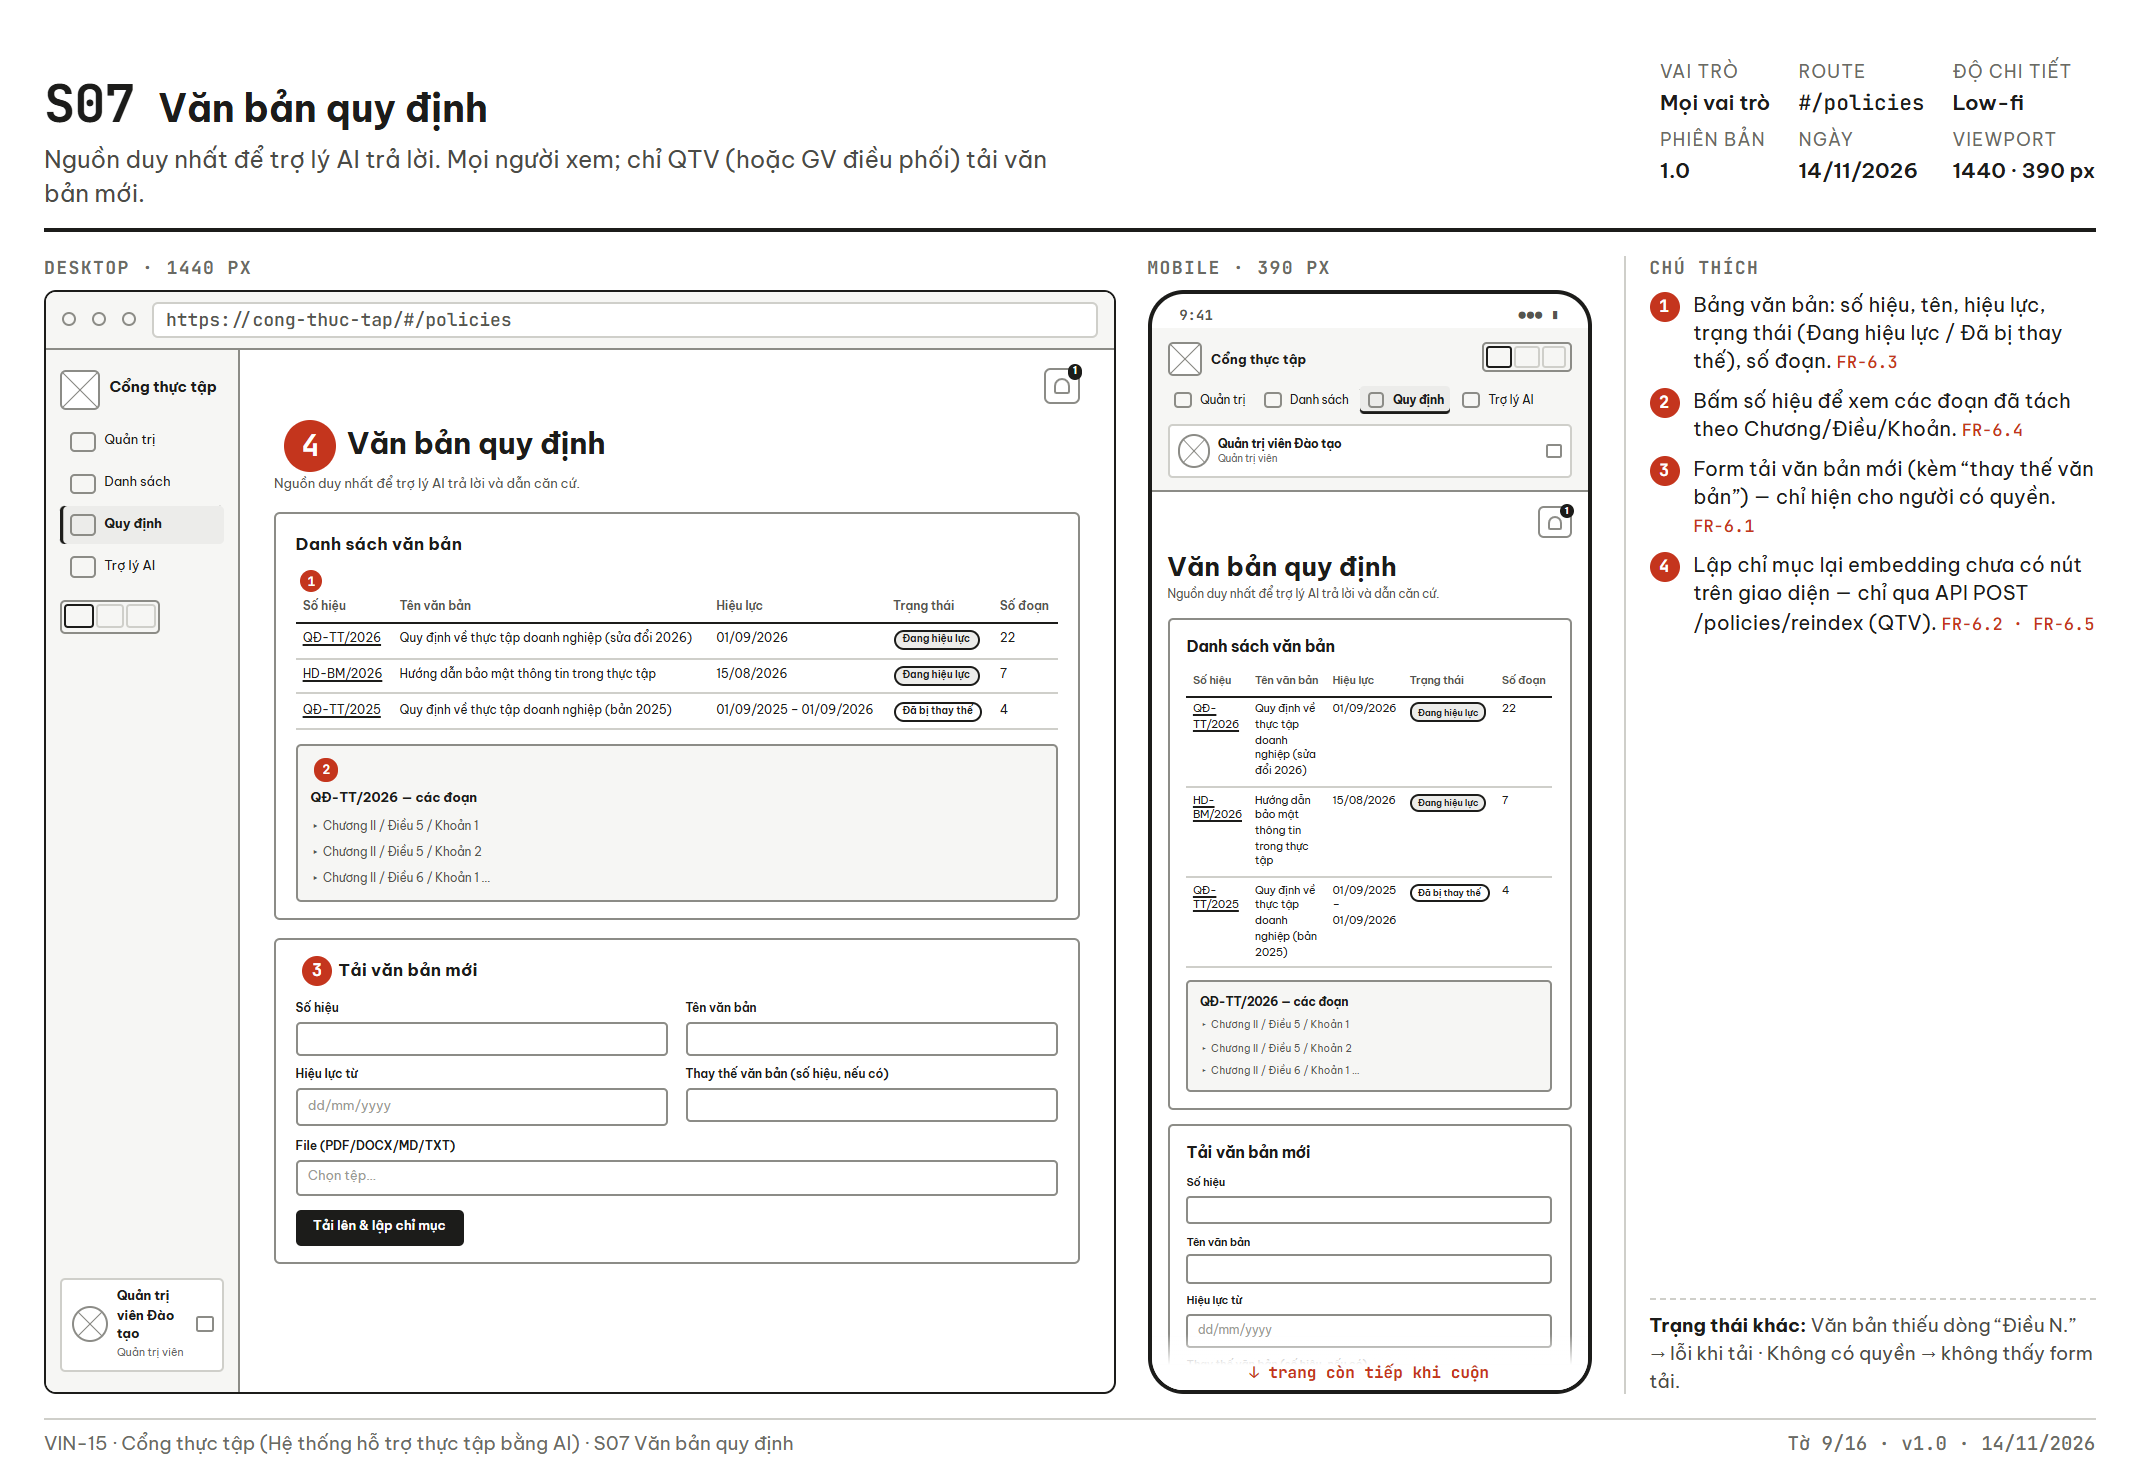 S07 Văn bản quy định
Nguồn duy nhất để trợ lý AI trả lời. Mọi người xem; chỉ QTV (hoặc GV điều phối) tải văn
bản mới.
VAI TRÒ ROUTE ĐỘ CHI TIẾT
Mọi vai trò #/policies Low-fi
PHIÊN BẢN NGÀY VIEWPORT
1.0 14/11/2026 1440 · 390 px
DESKTOP · 1440 PX
https://cong-thuc-tap/#/policies
Cổng thực tập
Quản trị
Danh sách
Quy định
Trợ lý AI
Quản trị
viên Đào
tạo
Quản trị viên
1
4 Văn bản quy định
Nguồn duy nhất để trợ lý AI trả lời và dẫn căn cứ.
Danh sách văn bản
1
Số hiệu Tên văn bản Hiệu lực Trạng thái Số đoạn
QĐ-TT/2026 Quy định về thực tập doanh nghiệp (sửa đổi 2026) 01/09/2026 Đang hiệu lực 22
HD-BM/2026 Hướng dẫn bảo mật thông tin trong thực tập 15/08/2026 Đang hiệu lực 7
QĐ-TT/2025 Quy định về thực tập doanh nghiệp (bản 2025) 01/09/2025 – 01/09/2026 Đã bị thay thế 4
2
QĐ-TT/2026 — các đoạn
‣ Chương II / Điều 5 / Khoản 1
‣ Chương II / Điều 5 / Khoản 2
‣ Chương II / Điều 6 / Khoản 1 …
3 Tải văn bản mới
Số hiệu Tên văn bản
Hiệu lực từ Thay thế văn bản (số hiệu, nếu có)
dd/mm/yyyy
File (PDF/DOCX/MD/TXT)
Chọn tệp…
Tải lên & lập chỉ mục
MOBILE · 390 PX
9:41
Cổng thực tập
Quản trị Danh sách Quy định Trợ lý AI
Quản trị viên Đào tạo
Quản trị viên
1
Văn bản quy định
Nguồn duy nhất để trợ lý AI trả lời và dẫn căn cứ.
Danh sách văn bản
Số hiệu Tên văn bản Hiệu lực Trạng thái Số đoạn
QĐ- Quy định về 01/09/2026 Đang hiệu lực 22
TT/2026 thực tập
doanh
nghiệp (sửa
đổi 2026)
HD- Hướng dẫn 15/08/2026 Đang hiệu lực 7
BM/2026 bảo mật
thông tin
trong thực
tập
QĐ- Quy định về 01/09/2025 Đã bị thay thế 4
TT/2025 thực tập –
doanh 01/09/2026
nghiệp (bản
2025)
QĐ-TT/2026 — các đoạn
‣ Chương II / Điều 5 / Khoản 1
‣ Chương II / Điều 5 / Khoản 2
‣ Chương II / Điều 6 / Khoản 1 …
Tải văn bản mới
Số hiệu
Tên văn bản
Hiệu lực từ
dd/mm/yyyy
↓ trang còn tiếp khi cuộn
CHÚ THÍCH
1 Bảng văn bản: số hiệu, tên, hiệu lực,
trạng thái (Đang hiệu lực / Đã bị thay
thế), số đoạn. FR-6.3
2 Bấm số hiệu để xem các đoạn đã tách
theo Chương/Điều/Khoản. FR-6.4
3 Form tải văn bản mới (kèm “thay thế văn
bản”) — chỉ hiện cho người có quyền.
FR-6.1
4 Lập chỉ mục lại embedding chưa có nút
trên giao diện — chỉ qua API POST
/policies/reindex (QTV). FR-6.2 · FR-6.5
Trạng thái khác: Văn bản thiếu dòng “Điều N.”
→ lỗi khi tải · Không có quyền → không thấy form
tải.
VIN-15 · Cổng thực tập (Hệ thống hỗ trợ thực tập bằng AI) · S07 Văn bản quy định
Tờ 9/16 · v1.0 · 14/11/2026